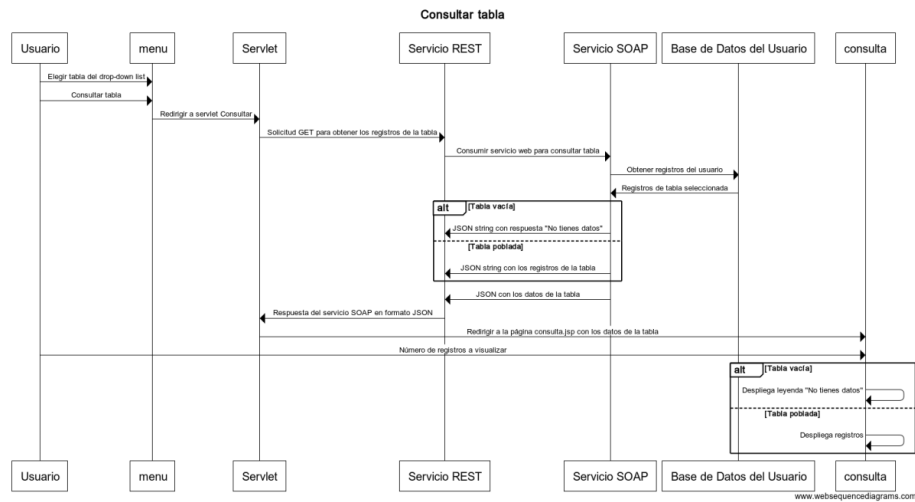 Consultar tabla
Usuario
menu
Servlet
Servicio REST
Servicio SOAP
Base de Datos del Usuario
consulta
Elegir tabla del drop-down list
Consultar tabla
Redirigir a servlet Consultar
Solicitud GET para obtener los registros de la tabla
Consumir servicio web para consultar tabla
Obtener registros del usuario
Registros de tabla seleccionada
alt
[Tabla vacía]
JSON string con respuesta "No tienes datos"
[Tabla poblada]
JSON string con los registros de la tabla
JSON con los datos de la tabla
Respuesta del servicio SOAP en formato JSON
Redirigir a la página consulta.jsp con los datos de la tabla
Número de registros a visualizar
alt
[Tabla vacía]
Despliega leyenda "No tienes datos"
[Tabla poblada]
Despliega registros
Usuario
menu
Servlet
Servicio REST
Servicio SOAP
Base de Datos del Usuario
consulta
www.websequencediagrams.com